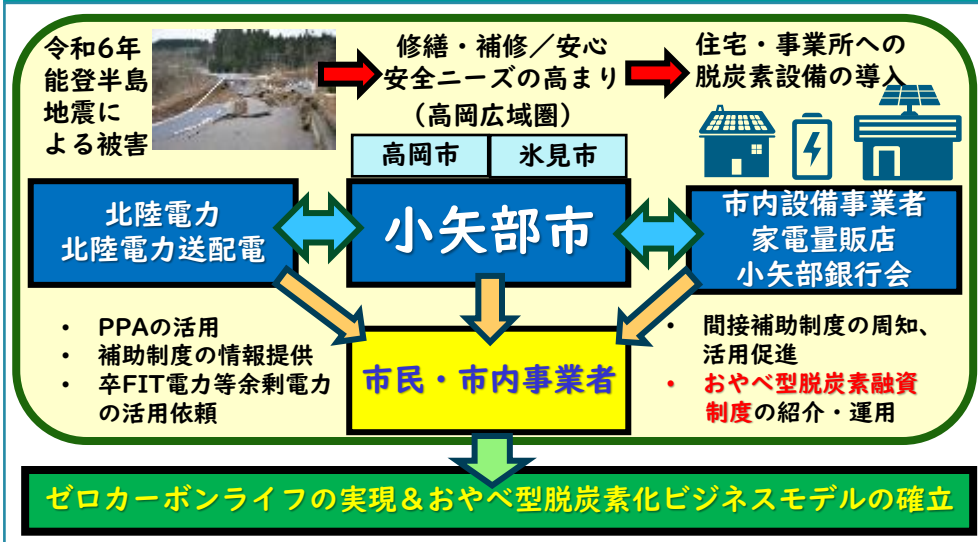 令和6年
能登半島
地震に
よる被害
修繕・補修／安心
安全ニーズの高まり
（高岡広域圏）
住宅・事業所への
脱炭素設備の導入
高岡市
氷見市
北陸電力
北陸電力送配電
小矢部市
市内設備事業者
家電量販店
小矢部銀行会
• PPAの活用
• 補助制度の情報提供
• 卒FIT電力等余剰電力
の活用依頼
市民・市内事業者
• 間接補助制度の周知、
活用促進
• おやべ型脱炭素融資
制度の紹介・運用
ゼロカーボンライフの実現＆おやべ型脱炭素化ビジネスモデルの確立